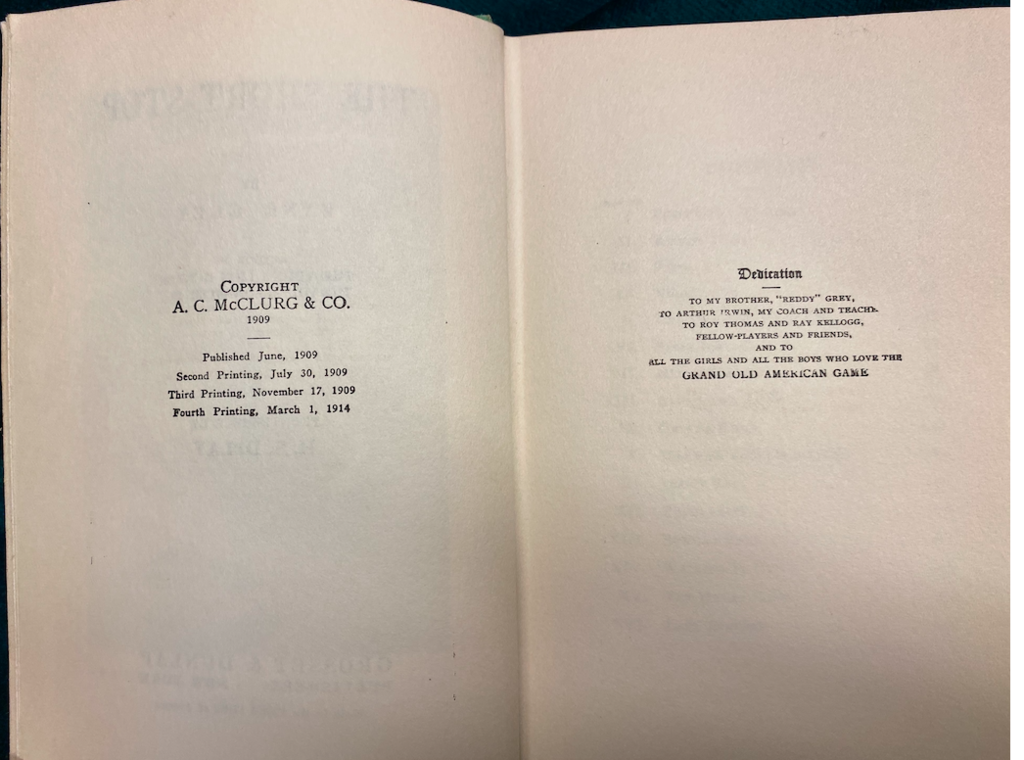 COPYRIGHT
A. C. McCLURG & CO.
1909
Published June, 1909
Second Printing, July 30, 1909
Third Printing, November 17, 1909
Fourth Printing, March 1, 1914
Dedication
TO MY BROTHER, "REDDY" GREY,
TO ARTHUR IRWIN, MY COACH AND TEACHER
TO ROY THOMAS AND RAY KELLOGG,
FELLOW-PLAYERS AND FRIENDS,
AND TO
ALL THE GIRLS AND ALL THE BOYS WHO LOVE THE
GRAND OLD AMERICAN GAME